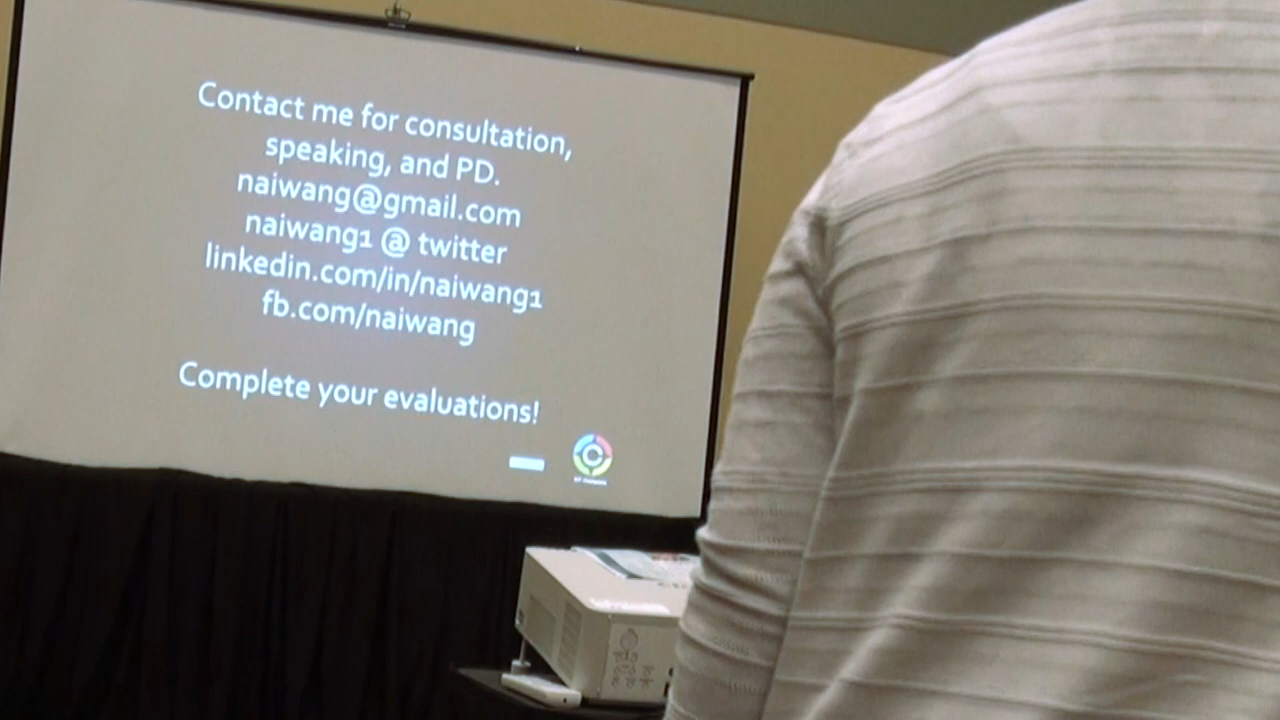 Contact me for consultation,
speaking, and PD.
naiwang@gmail.com
naiwang1 @ twitter
linkedin.com/in/naiwang1
fb.com/naiwang
Complete your evaluations!